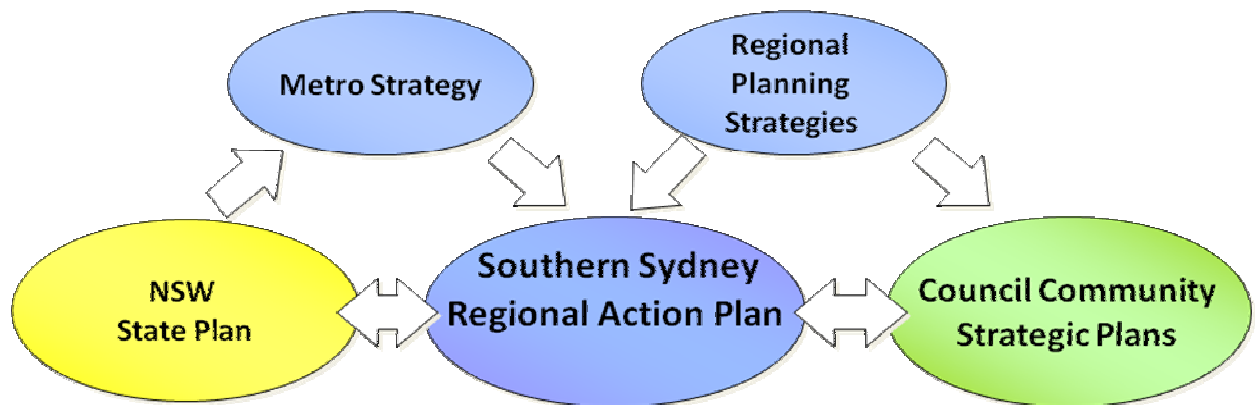 Metro Strategy
Regional
Planning
Strategies
NSW
State Plan
Southern Sydney
Regional Action Plan
Council Community
Strategic Plans